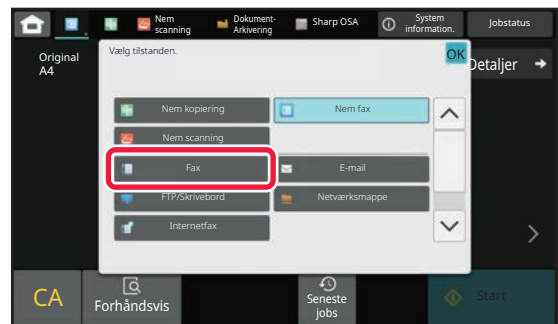 Nem
scanning
Dokument-
Arkivering
Sharp OSA
System
information.
Jobstatus
Original
A4
Vælg tilstanden.
OK
Detaljer
Nem kopiering
Nem fax
Nem scanning
Fax
E-mail
FTP/Skrivebord
Netværksmappe
Internetfax
CA
Forhåndsvis
Seneste
jobs
Start